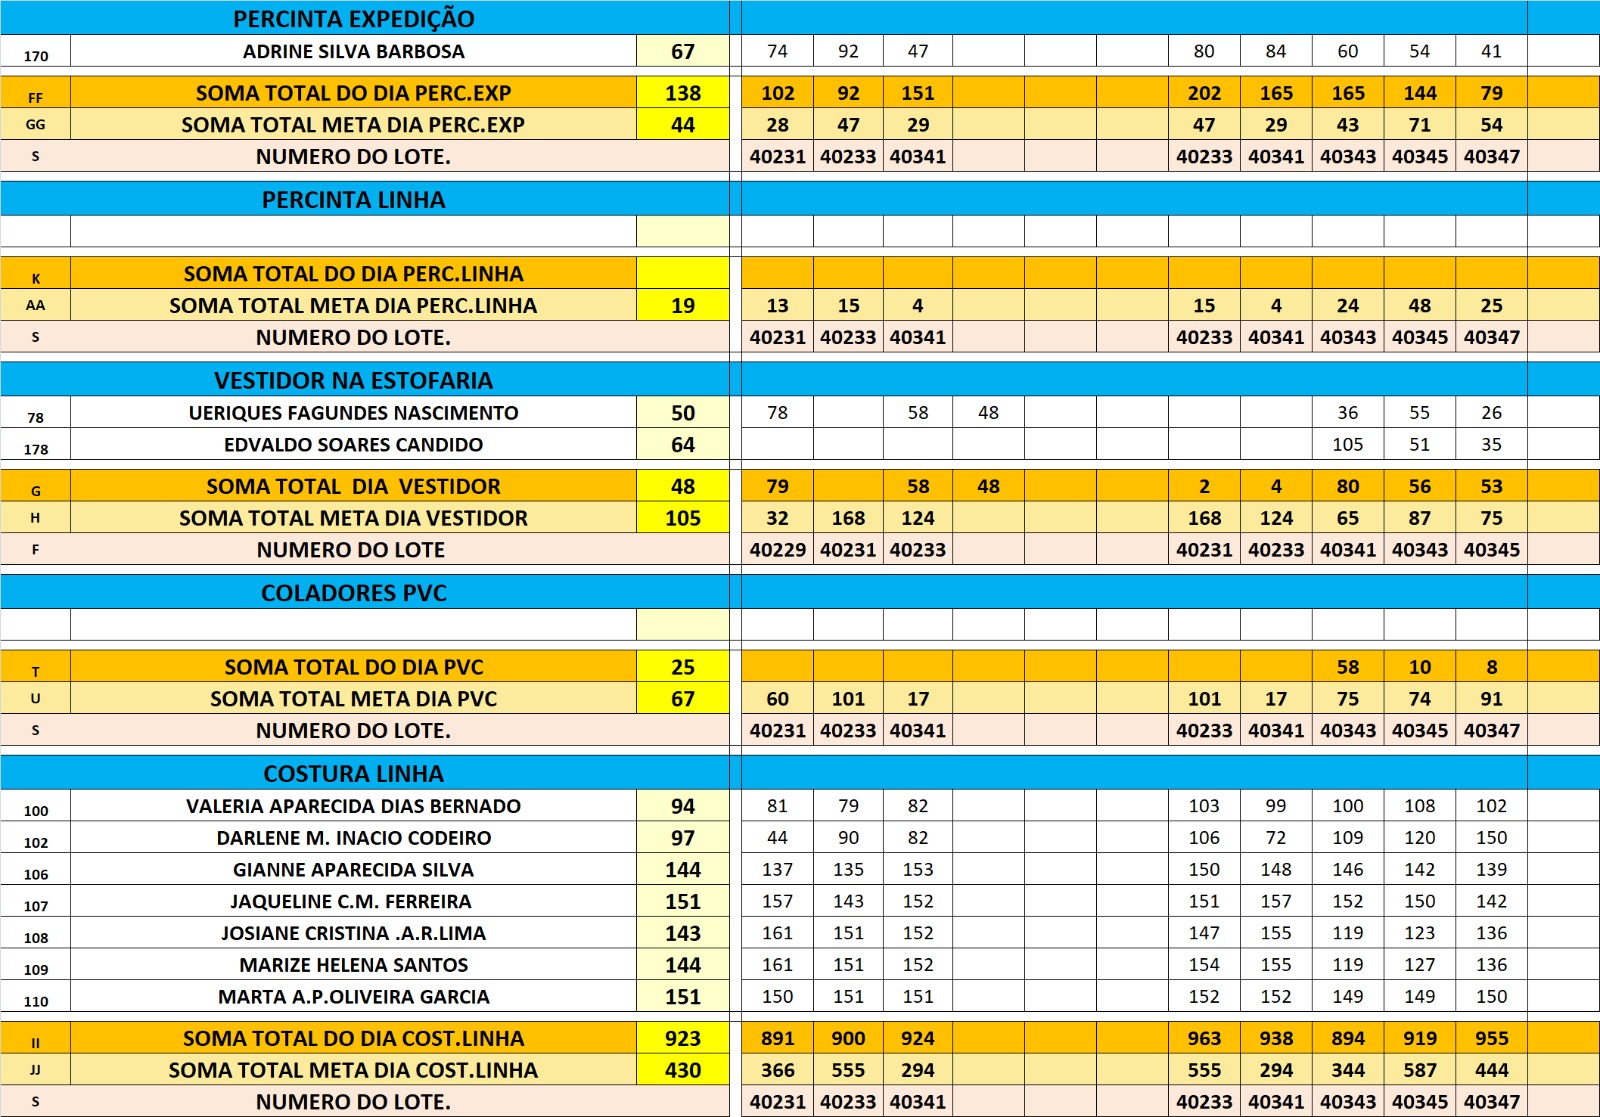 PERCINTA EXPEDIÇÃO
170 ADRINE SILVA BARBOSA 67 74 92 47 80 84 60 54 41
FF SOMA TOTAL DO DIA PERC.EXP 138 102 92 151 202 165 165 144 79
GG SOMA TOTAL META DIA PERC.EXP 44 28 47 29 47 29 43 71 54
S NUMERO DO LOTE. 40231 40233 40341 40233 40341 40343 40345 40347
PERCINTA LINHA
K SOMA TOTAL DO DIA PERC.LINHA
AA SOMA TOTAL META DIA PERC.LINHA 19 13 15 4 15 4 24 48 25
S NUMERO DO LOTE. 40231 40233 40341 40233 40341 40343 40345 40347
VESTIDOR NA ESTOFARIA
78 UERIQUES FAGUNDES NASCIMENTO 50 78 58 48 36 55 26
178 EDVALDO SOARES CANDIDO 64 105 51 35
G SOMA TOTAL DIA VESTIDOR 48 79 58 48 2 4 80 56 53
H SOMA TOTAL META DIA VESTIDOR 105 32 168 124 168 124 65 87 75
F NUMERO DO LOTE 40229 40231 40233 40231 40233 40341 40343 40345
COLADORES PVC
T SOMA TOTAL DO DIA PVC 25 58 10 8
U SOMA TOTAL META DIA PVC 67 60 101 17 101 17 75 74 91
S NUMERO DO LOTE. 40231 40233 40341 40233 40341 40343 40345 40347
COSTURA LINHA
100 VALERIA APARECIDA DIAS BERNADO 94 81 79 82 103 99 100 108 102
102 DARLENE M. INACIO CODEIRO 97 44 90 82 106 72 109 120 150
106 GIANNE APARECIDA SILVA 144 137 135 153 150 148 146 142 139
107 JAQUELINE C.M. FERREIRA 151 157 143 152 151 157 152 150 142
108 JOSIANE CRISTINA .A.R.LIMA 143 161 151 152 147 155 119 123 136
109 MARIZE HELENA SANTOS 144 161 151 152 154 155 119 127 136
110 MARTA A.P.OLIVEIRA GARCIA 151 150 151 151 152 152 149 149 150
II SOMA TOTAL DO DIA COST.LINHA 923 891 900 924 963 938 894 919 955
JJ SOMA TOTAL META DIA COST.LINHA 430 366 555 294 555 294 344 587 444
S NUMERO DO LOTE. 40231 40233 40341 40233 40341 40343 40345 40347